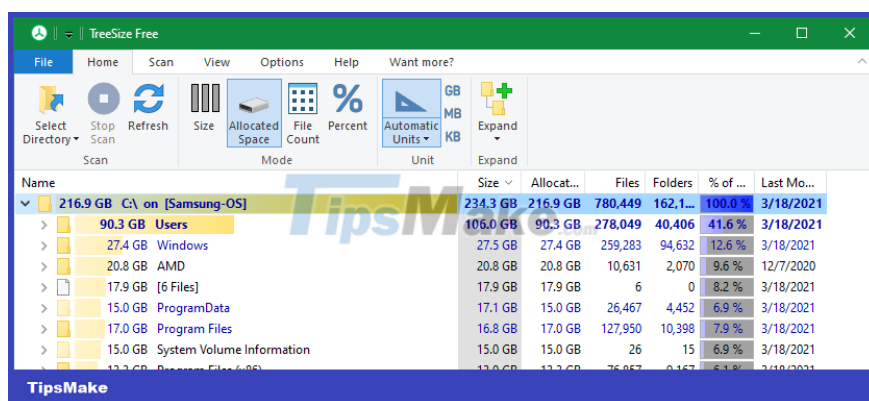 TreeSize Free
File Home Scan View Options Help Want more?
GB
MB
KB
Select Directory Stop Scan Refresh Size Allocated Space File Count Percent Automatic Units Expand
Scan Mode Unit Expand
Name Size Allocat... Files Folders % of ... Last Mo...
216.9 GB C:\ on [Samsung-OS] 234.3 GB 216.9 GB 780,449 162,1... 100.0 % 3/18/2021
90.3 GB Users 106.0 GB 90.3 GB 278,049 40,406 41.6 % 3/18/2021
27.4 GB Windows 27.5 GB 27.4 GB 259,283 94,632 12.6 % 3/18/2021
20.8 GB AMD 20.8 GB 20.8 GB 10,631 2,070 9.6 % 12/7/2020
17.9 GB [6 Files] 17.9 GB 17.9 GB 6 0 8.2 % 3/18/2021
15.0 GB ProgramData 17.1 GB 15.0 GB 26,467 4,452 6.9 % 3/18/2021
17.0 GB Program Files 16.8 GB 17.0 GB 127,950 10,398 7.9 % 3/18/2021
15.0 GB System Volume Information 15.0 GB 15.0 GB 26 15 6.9 % 3/18/2021
TipsMake.com
TipsMake